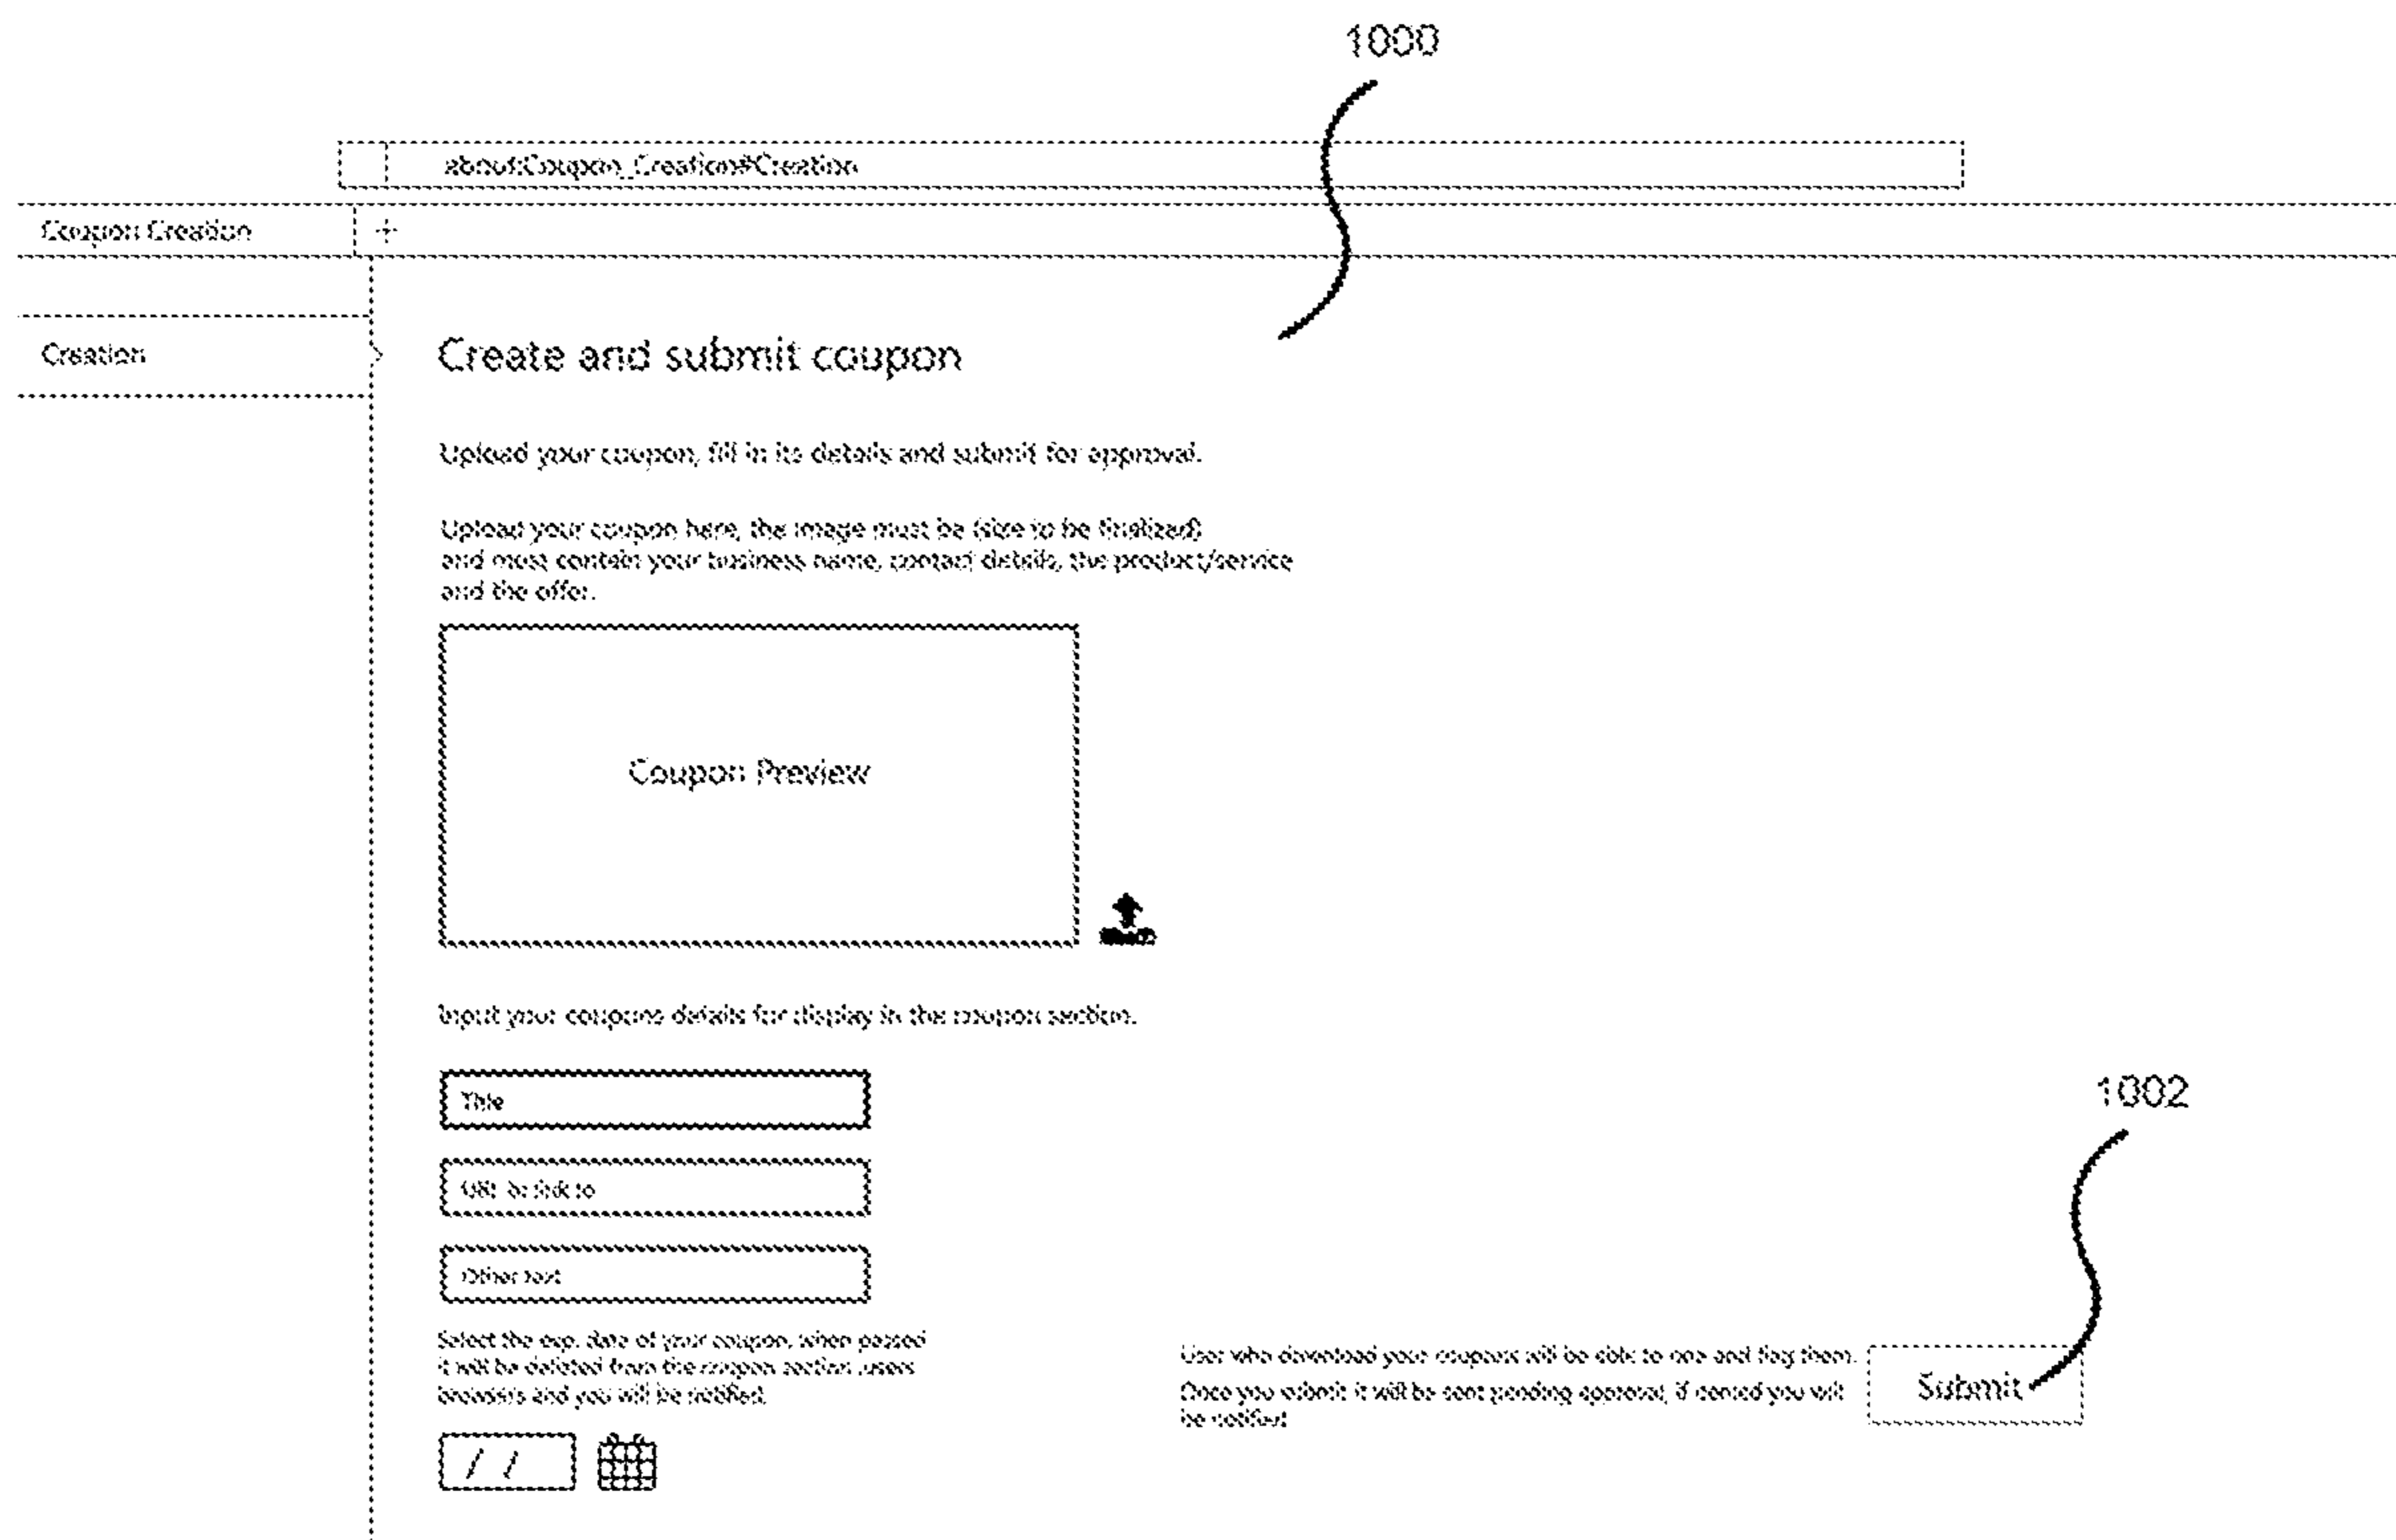 1000
about:Coupon_Creation#Creation
Coupon Creation +
Creation
Create and submit coupon
Upload your coupon, fill in its details and submit for approval.
Upload your coupon here, the image must be (size to be finalized)
and must contain your business name, contact details, the product/service
and the offer.
Coupon Preview
Input your coupons details for display in the coupon section.
Title
1002
URL to link to
Other text
Select the exp. date of your coupon, when passed
it will be deleted from the coupon section, users
browsers and you will be notified.
User who download your coupons will be able to use and flag them.
Once you submit it will be sent pending approval, if denied you will
be notified
Submit
/ /